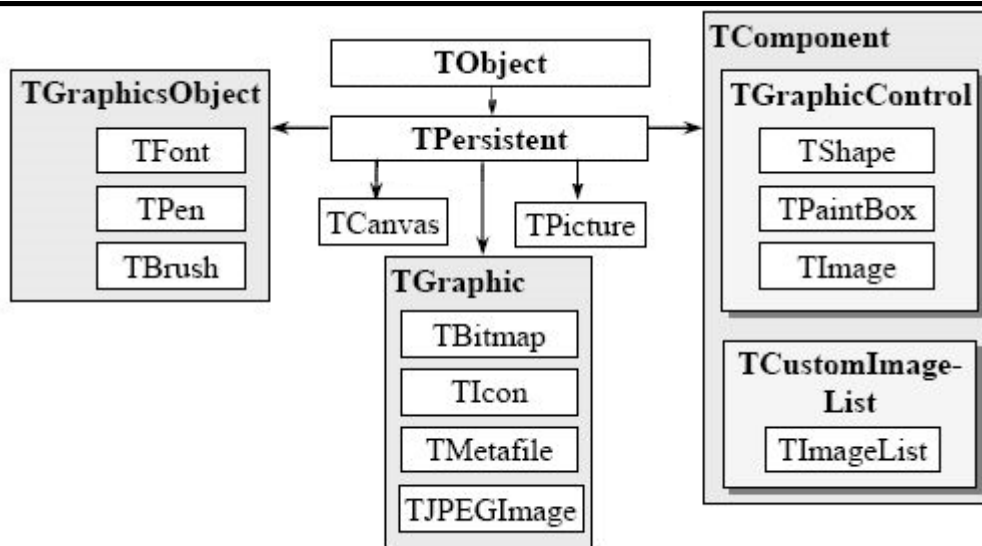 TObject
TPersistent
TGraphicsObject
TFont
TPen
TBrush
TCanvas
TPicture
TGraphic
TBitmap
TIcon
TMetafile
TJPEGImage
TComponent
TGraphicControl
TShape
TPaintBox
TImage
TCustomImage-
List
TImageList